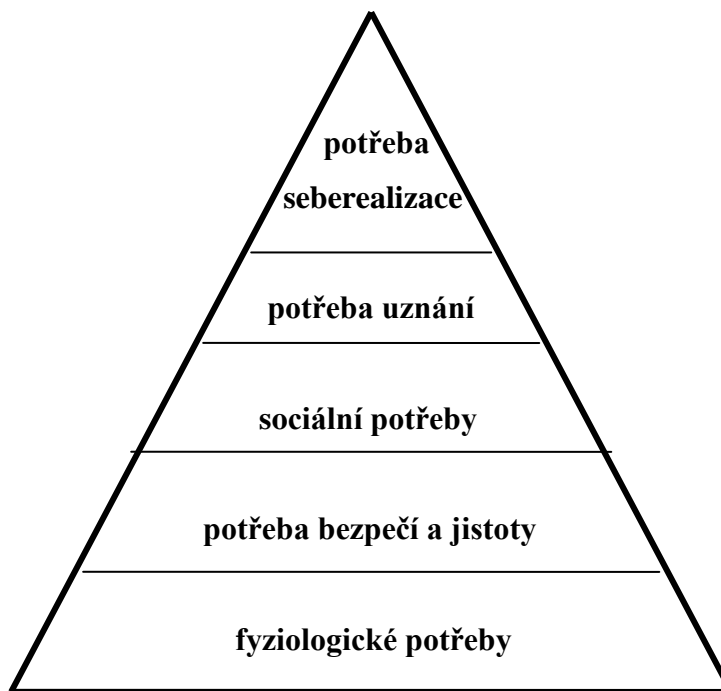 potřeba
seberealizace
potřeba uznání
sociální potřeby
potřeba bezpečí a jistoty
fyziologické potřeby